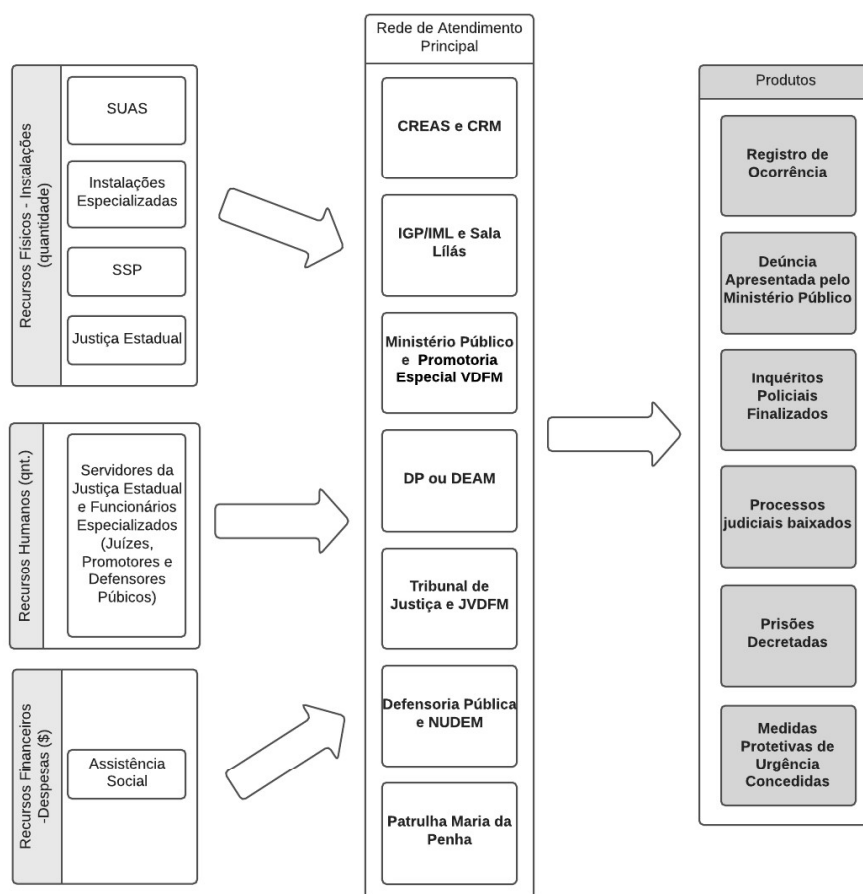 Recursos Físicos - Instalações
(quantidade)
SUAS
Instalações
Especializadas
SSP
Justiça Estadual
Recursos Humanos (qnt.)
Servidores da
Justiça Estadual
e Funcionários
Especializados
(Juízes,
Promotores e
Defensores
Púbicos)
Recursos Financeiros
-Despesas ($)
Assistência
Social
Rede de Atendimento
Principal
CREAS e CRM
IGP/IML e Sala
Lílás
Ministério Público
e Promotoria
Especial VDFM
DP ou DEAM
Tribunal de
Justiça e JVDFM
Defensoria Pública
e NUDEM
Patrulha Maria da
Penha
Produtos
Registro de
Ocorrência
Deúncia
Apresentada pelo
Ministério Público
Inquéritos
Policiais
Finalizados
Processos
judiciais baixados
Prisões
Decretadas
Medidas
Protetivas de
Urgência
Concedidas